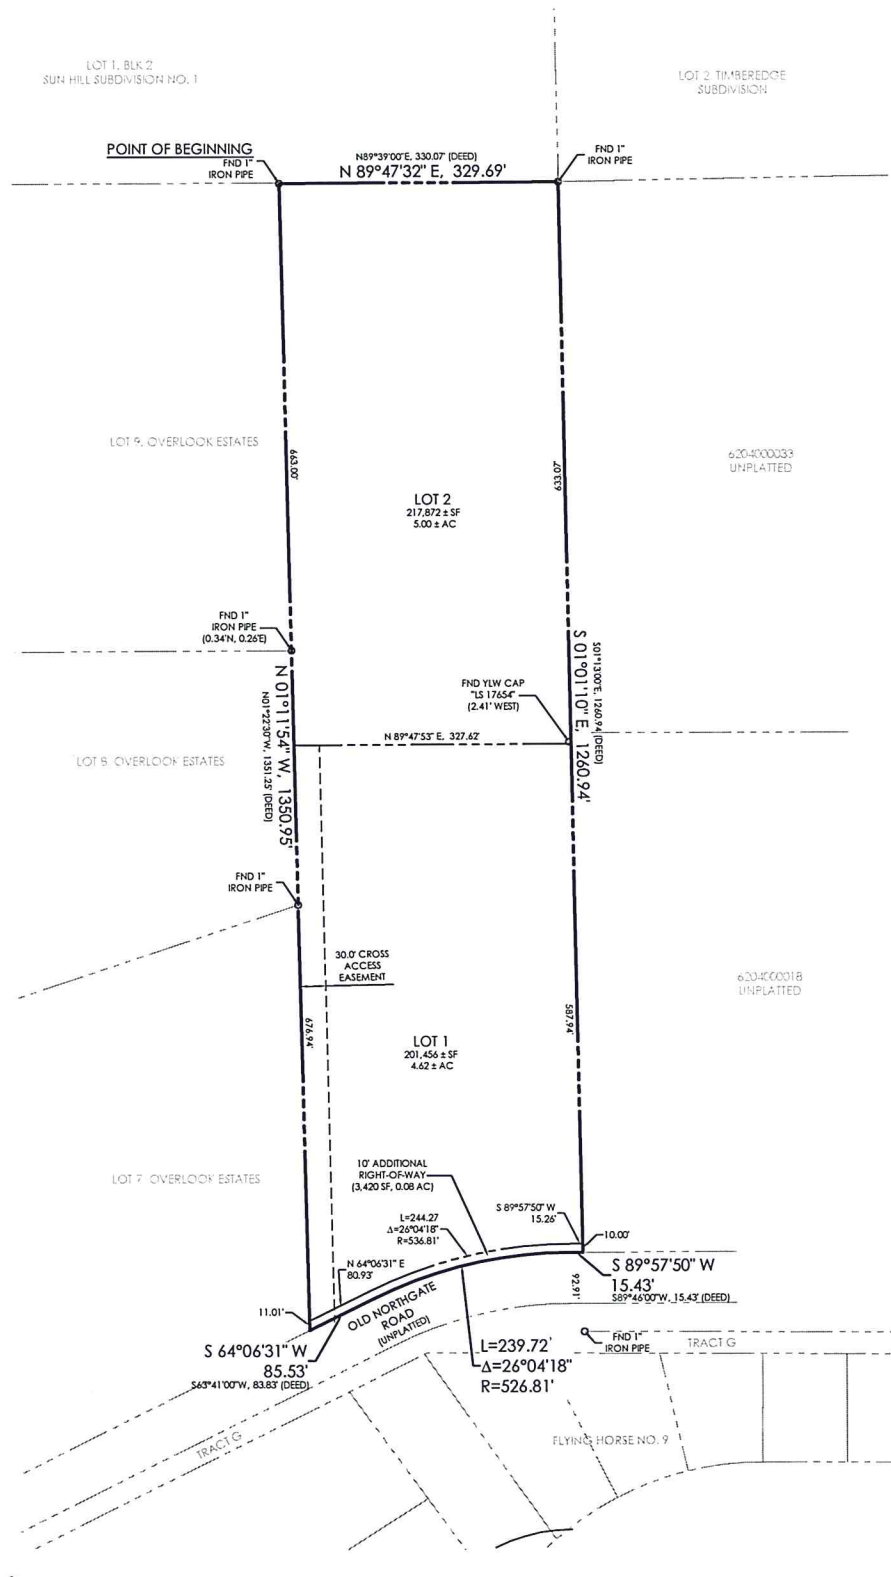 LOT 1, BLK 2
SUN HILL SUBDIVISION NO. 1
LOT 2 TIMBEREDGE
SUBDIVISION
POINT OF BEGINNING
FND 1"
IRON PIPE
N89°39'00"E, 330.07' (DEED)
N 89°47'32" E, 329.69'
FND 1"
IRON PIPE
LOT 9, OVERLOOK ESTATES
663.00'
633.07'
6204000033
UNPLATTED
LOT 2
217,872 ± SF
5.00 ± AC
FND 1"
IRON PIPE
(0.34'N, 0.26'E)
N 01°11'54" W, 1350.95'
N01°22'30"W, 1351.25' (DEED)
FND YLW CAP
"LS 17654"
(2.41' WEST)
S01°13'00"E, 1260.94 (DEED)
S 01°01'10" E, 1260.94'
N 89°47'53" E, 327.62'
LOT 8, OVERLOOK ESTATES
FND 1"
IRON PIPE
30.0' CROSS
ACCESS
EASEMENT
6204000018
UNPLATTED
676.94'
587.94'
LOT 1
201,456 ± SF
4.62 ± AC
LOT 7, OVERLOOK ESTATES
10' ADDITIONAL
RIGHT-OF-WAY
(3,420 SF, 0.08 AC)
S 89°57'50" W
15.26'
L=244.27
Δ=26°04'18"
R=536.81'
10.00'
N 64°06'31" E
80.93'
S 89°57'50" W
15.43'
S89°46'00"W, 15.43' (DEED)
92.91'
11.01'
OLD NORTHGATE
ROAD
(UNPLATTED)
FND 1"
IRON PIPE
TRACT G
S 64°06'31" W
85.53'
S63°41'00"W, 83.83' (DEED)
L=239.72'
Δ=26°04'18"
R=526.81'
TRACT G
FLYING HORSE NO. 9